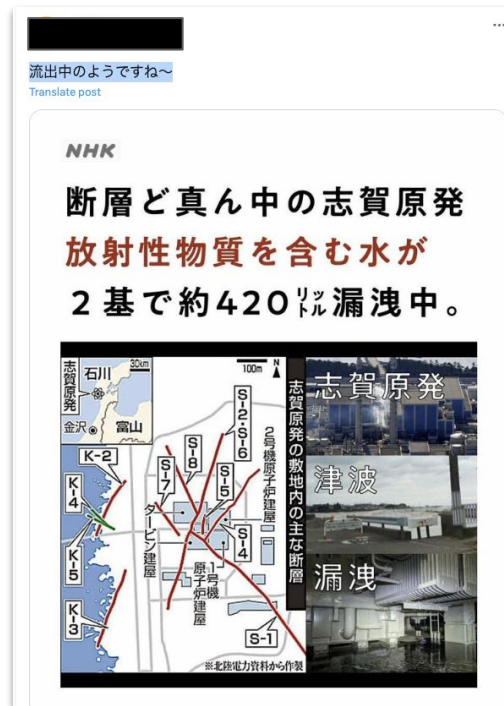 流出中のようですね～
Translate post
NHK
断層ど真ん中の志賀原発
放射性物質を含む水が
2基で約420㍑漏洩中。
志賀原発
石川
30km
金沢
富山
100m
N
K-2
K-4
K-5
K-3
S-2・S-6
S-8
S-7
S-5
S-4
S-1
2号機原子炉建屋
タービン建屋
1号機
原子炉建屋
志賀原発の敷地内の主な断層
※北陸電力資料から作製
志賀原発
津波
漏洩